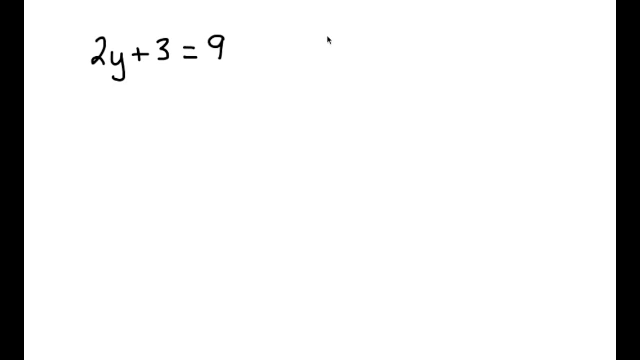 2y + 3 = 9